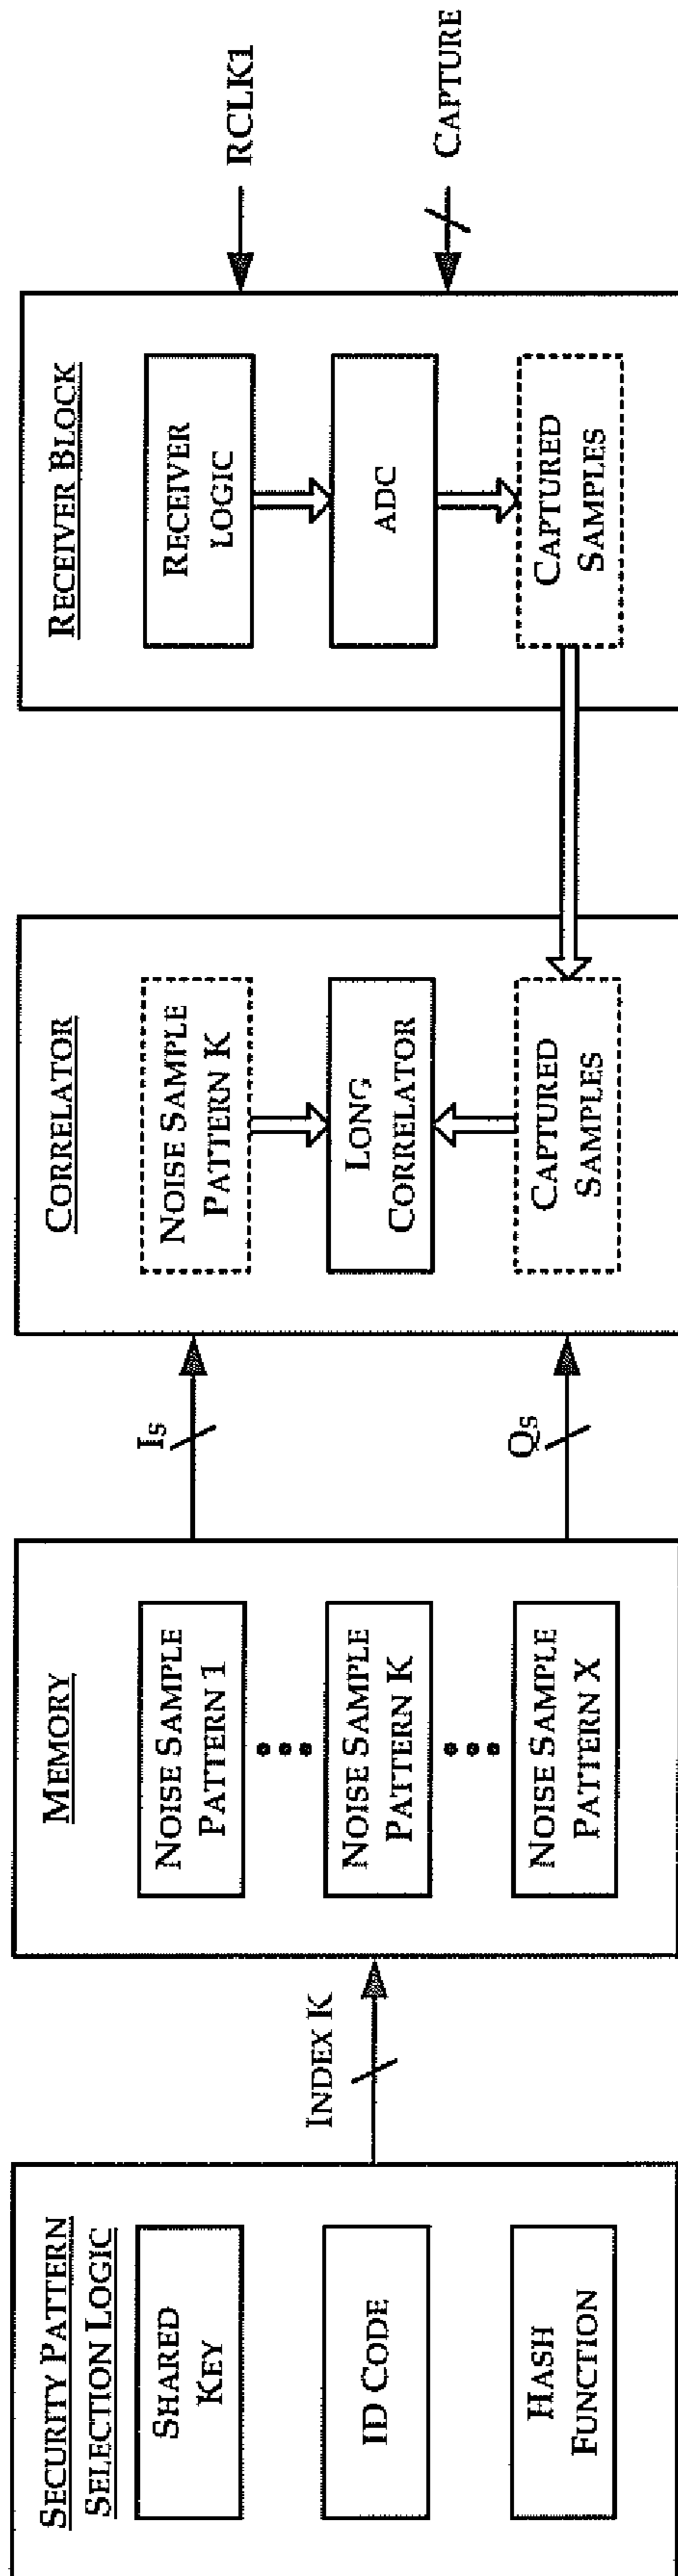 SECURITY PATTERN
SELECTION LOGIC
SHARED
KEY
ID CODE
HASH
FUNCTION
INDEX K
MEMORY
NOISE SAMPLE
PATTERN 1
NOISE SAMPLE
PATTERN K
NOISE SAMPLE
PATTERN X
IS
QS
CORRELATOR
NOISE SAMPLE
PATTERN K
LONG
CORRELATOR
CAPTURED
SAMPLES
RECEIVER BLOCK
RECEIVER
LOGIC
ADC
CAPTURED
SAMPLES
RCLK1
CAPTURE